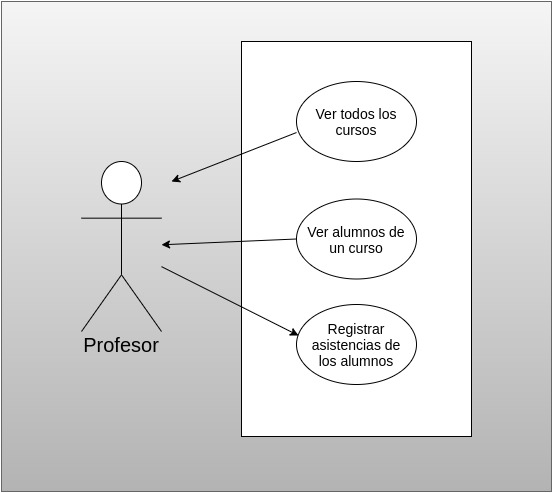 Ver todos los
cursos
Ver alumnos de
un curso
Registrar
asistencias de
los alumnos
Profesor